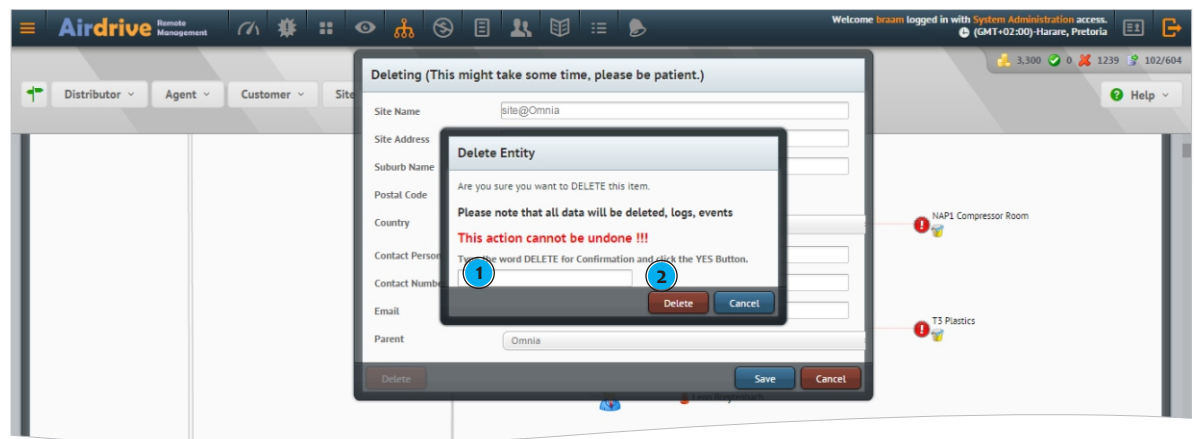 Airdrive Remote Management
Welcome braam logged in with System Administration access.
(GMT+02:00)-Harare, Pretoria
3,300 0 1239 102/604
Distributor Agent Customer Site Help
Deleting (This might take some time, please be patient.)
Site Name site@Omnia
Site Address
Suburb Name
Postal Code
Country
Contact Person
Contact Number
Email
Parent Omnia
Delete Save Cancel
Delete Entity
Are you sure you want to DELETE this item.
Please note that all data will be deleted, logs, events
This action cannot be undone !!!
Type the word DELETE for Confirmation and click the YES Button.
1 2
Delete Cancel
NAP1 Compressor Room
T3 Plastics